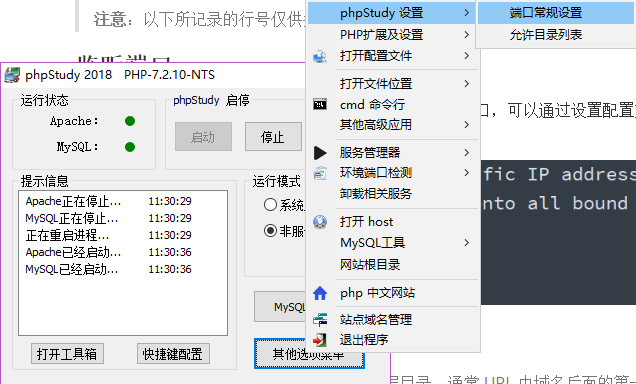 注意：以下所记录的行号仅供
监听端口
phpStudy 2018 PHP-7.2.10-NTS
运行状态
Apache:
MySQL:
phpStudy 启停
启动
停止
提示信息
Apache正在停止... 11:30:29
MySQL正在停止... 11:30:29
正在重启进程... 11:30:29
Apache已经启动... 11:30:36
MySQL已经启动... 11:30:36
打开工具箱
快捷键配置
运行模式
系统
非服
MySQL
其他选项菜单
phpStudy 设置
PHP扩展及设置
打开配置文件
打开文件位置
cmd 命令行
其他高级应用
服务管理器
环境端口检测
卸载相关服务
打开 host
MySQL工具
网站根目录
php 中文网站
站点域名管理
退出程序
端口常规设置
允许目录列表
口，可以通过设置配置
fic IP address
nto all bound
目录，通常 URL 中域名后面的第一